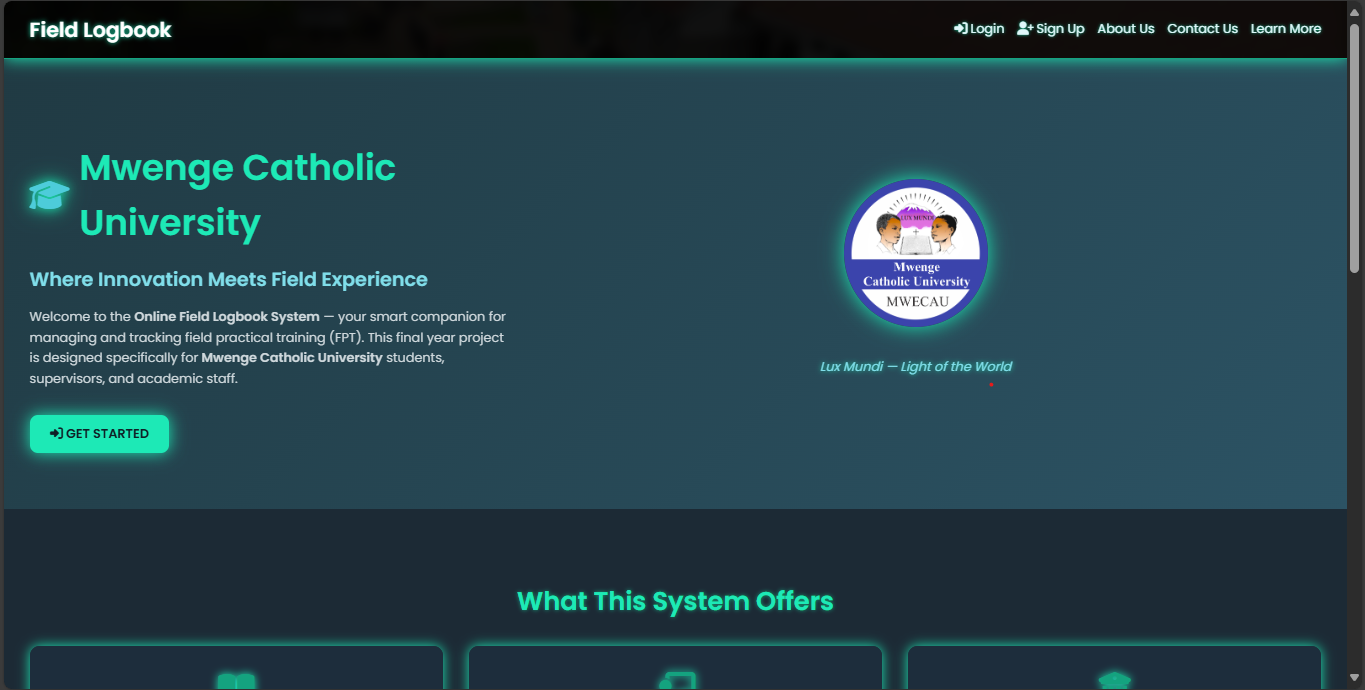 Field Logbook
Login
Sign Up
About Us
Contact Us
Learn More
Mwenge Catholic
University
Where Innovation Meets Field Experience
Welcome to the Online Field Logbook System — your smart companion for
managing and tracking field practical training (FPT). This final year project
is designed specifically for Mwenge Catholic University students,
supervisors, and academic staff.
GET STARTED
LUX MUNDI
Mwenge
Catholic University
MWECAU
Lux Mundi — Light of the World
What This System Offers